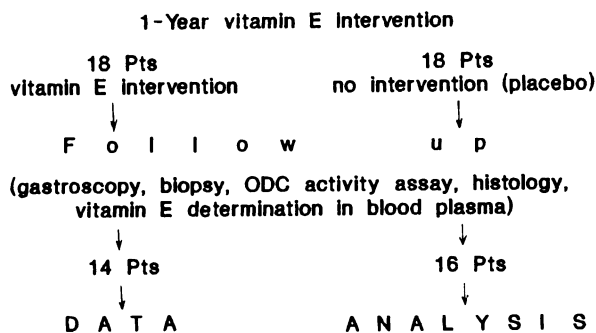 1-Year vitamin E intervention
18 Pts 18 Pts
vitamin E intervention no intervention (placebo)
F o l l o w u p
(gastroscopy, biopsy, ODC activity assay, histology,
vitamin E determination in blood plasma)
14 Pts 16 Pts
D A T A A N A L Y S I S